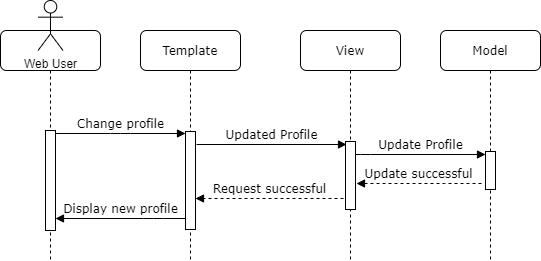 Web User
Template
View
Model
Change profile
Updated Profile
Update Profile
Update successful
Request successful
Display new profile